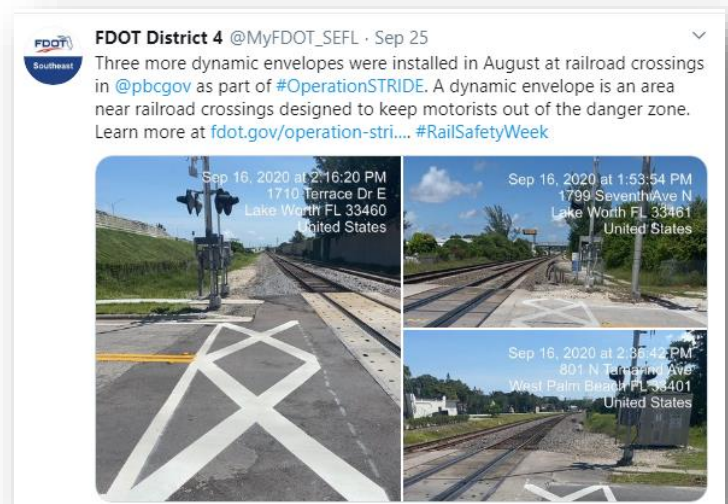 FDOT
Southeast
FDOT District 4 @MyFDOT_SEFL · Sep 25
Three more dynamic envelopes were installed in August at railroad crossings
in @pbcgov as part of #OperationSTRIDE. A dynamic envelope is an area
near railroad crossings designed to keep motorists out of the danger zone.
Learn more at fdot.gov/operation-stri.... #RailSafetyWeek
Sep 16, 2020 at 2:16:20 PM
1710 Terrace Dr E
Lake Worth FL 33460
United States
Sep 16, 2020 at 1:53:54 PM
1799 Seventh Ave N
Lake Worth FL 33461
United States
Sep 16, 2020 at 2:36:42 PM
801 N Tamarind Ave
West Palm Beach FL 33401
United States